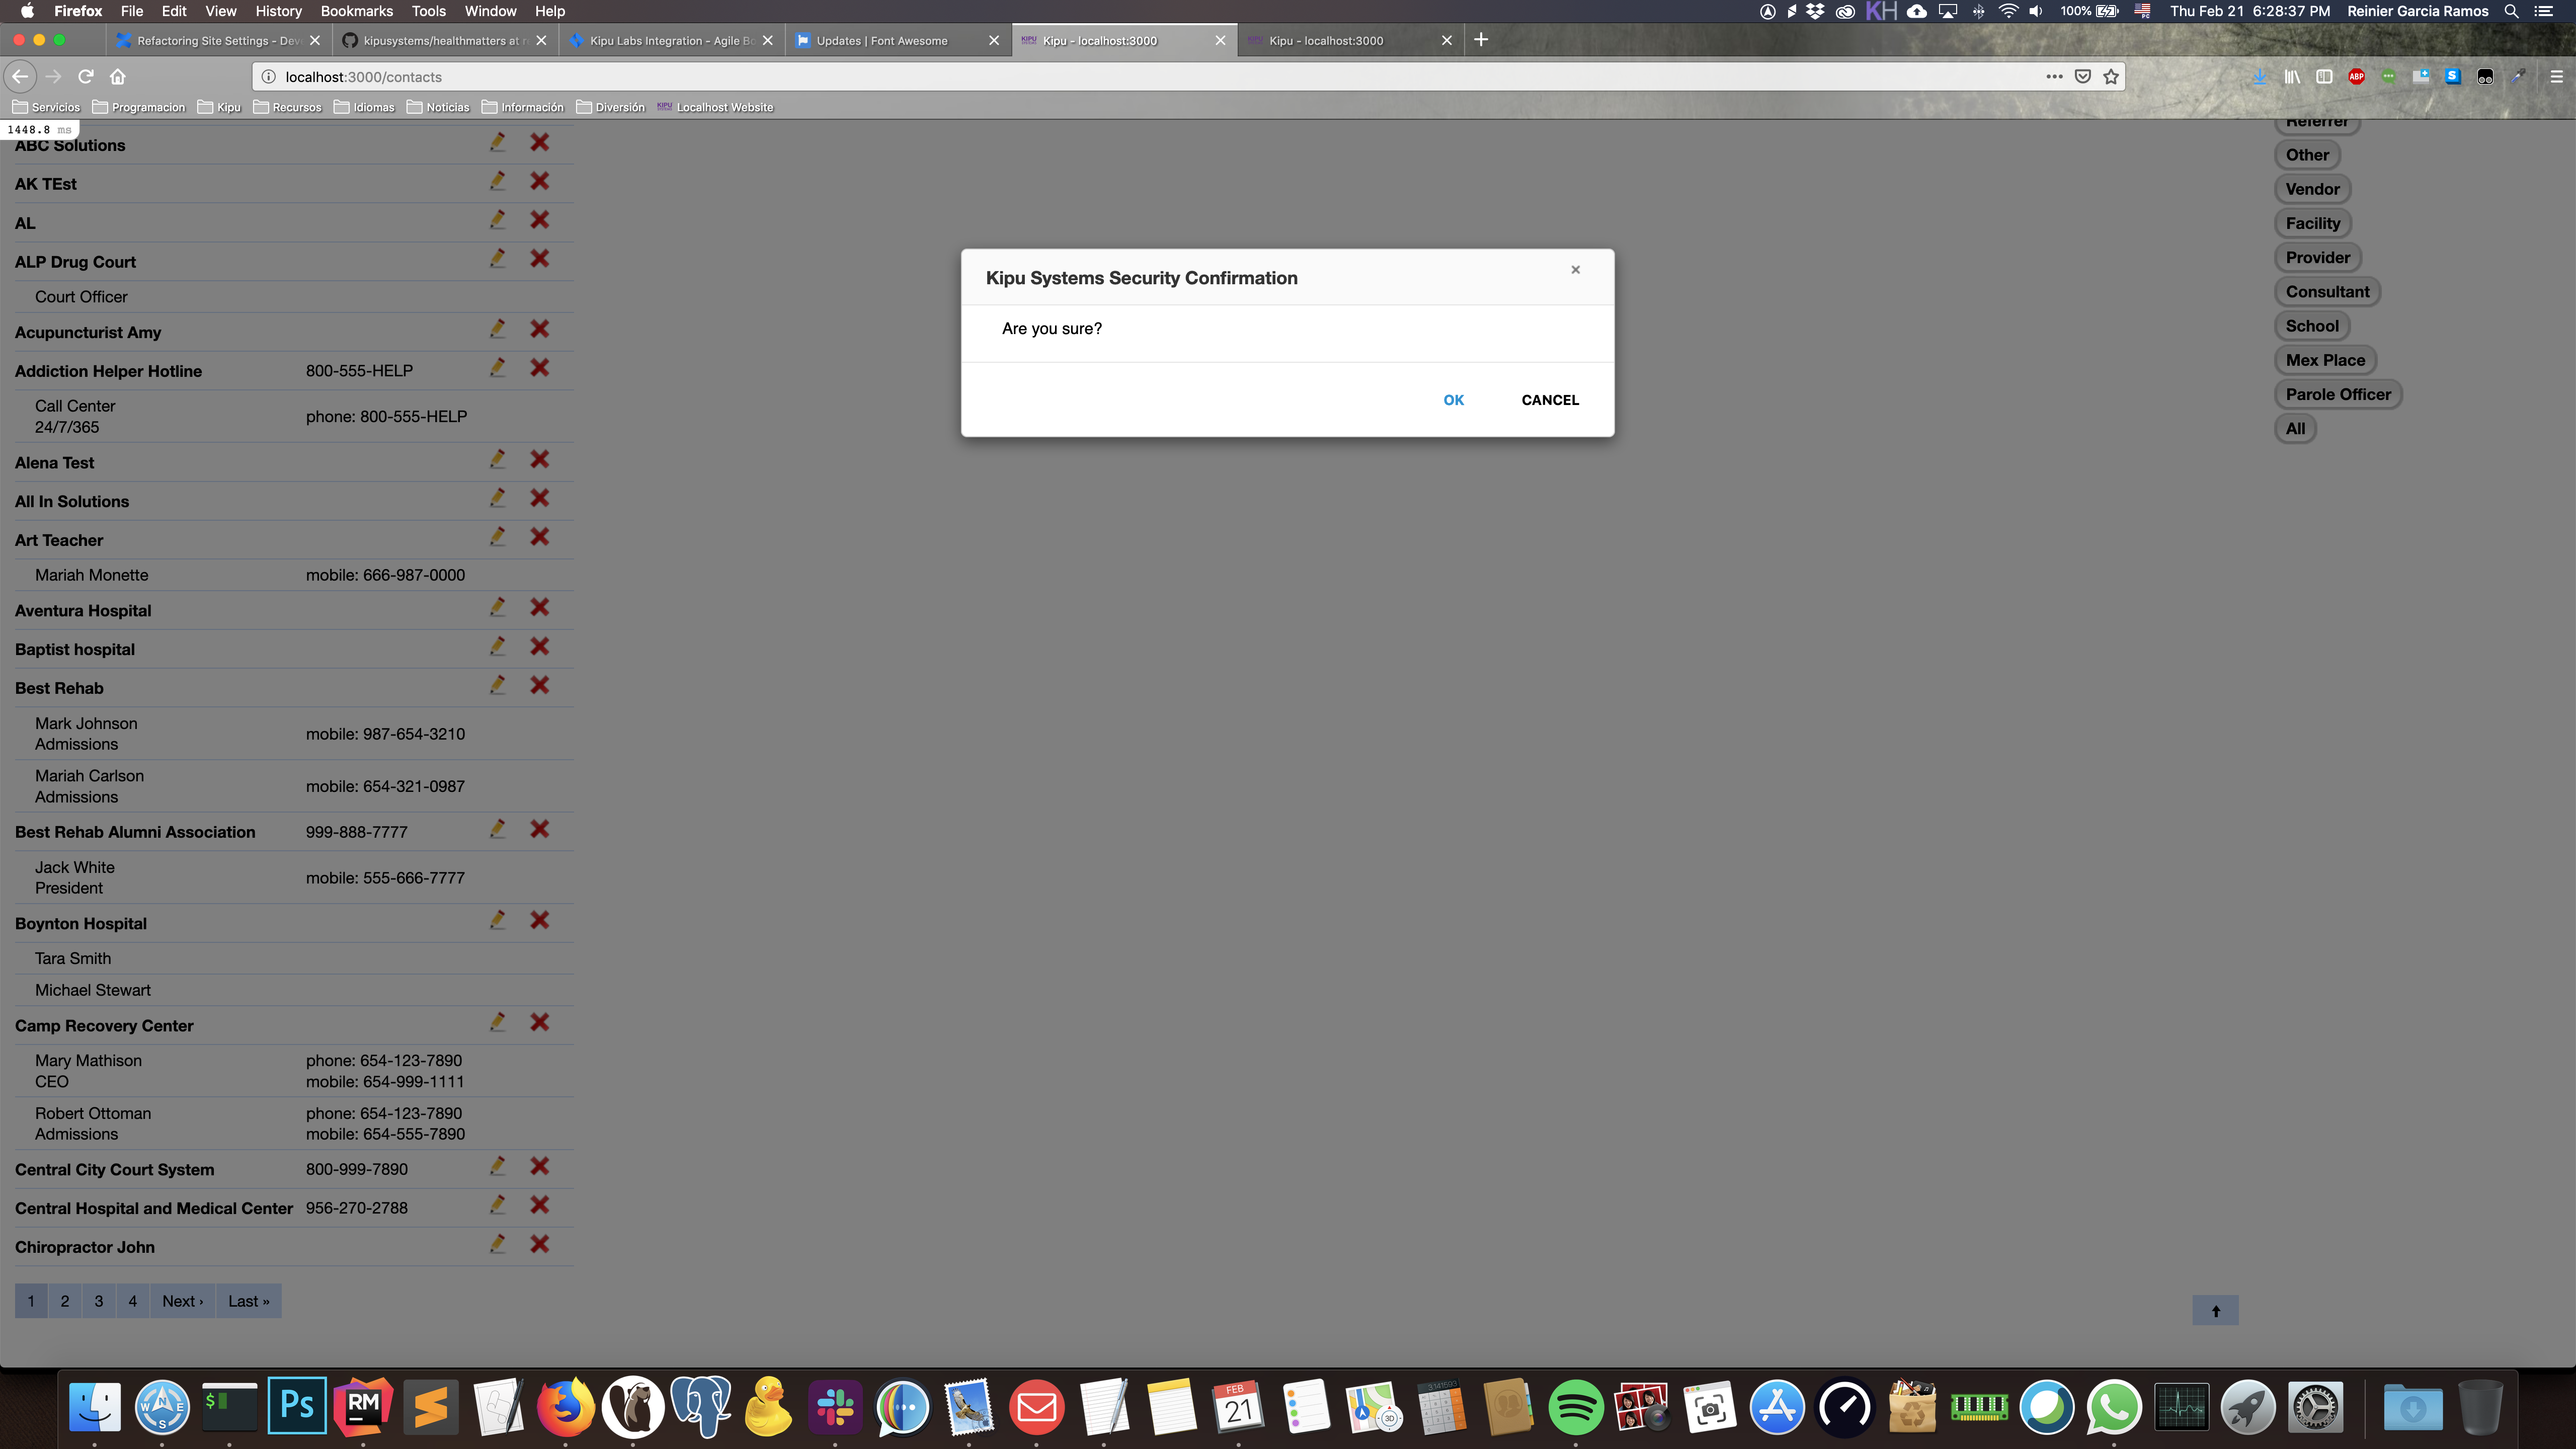 Firefox File Edit View History Bookmarks Tools Window Help
KH 100% Thu Feb 21 6:28:37 PM Reinier Garcia Ramos
Refactoring Site Settings - Dev
kipusystems/healthmatters at r
Kipu Labs Integration - Agile Bo
Updates | Font Awesome
Kipu - localhost:3000
Kipu - localhost:3000
localhost:3000/contacts
ABP
Servicios Programacion Kipu Recursos Idiomas Noticias Información Diversión KIPU Localhost Website
1448.8 ms
ABC Solutions
AK TEst
AL
ALP Drug Court
Court Officer
Acupuncturist Amy
Addiction Helper Hotline 800-555-HELP
Call Center
24/7/365
phone: 800-555-HELP
Alena Test
All In Solutions
Art Teacher
Mariah Monette mobile: 666-987-0000
Aventura Hospital
Baptist hospital
Best Rehab
Mark Johnson
Admissions
mobile: 987-654-3210
Mariah Carlson
Admissions
mobile: 654-321-0987
Best Rehab Alumni Association 999-888-7777
Jack White
President
mobile: 555-666-7777
Boynton Hospital
Tara Smith
Michael Stewart
Camp Recovery Center
Mary Mathison phone: 654-123-7890
CEO mobile: 654-999-1111
Robert Ottoman phone: 654-123-7890
Admissions mobile: 654-555-7890
Central City Court System 800-999-7890
Central Hospital and Medical Center 956-270-2788
Chiropractor John
1 2 3 4 Next › Last »
Kipu Systems Security Confirmation ×
Are you sure?
OK CANCEL
Referrer
Other
Vendor
Facility
Provider
Consultant
School
Mex Place
Parole Officer
All
Ps
RM
FEB
21